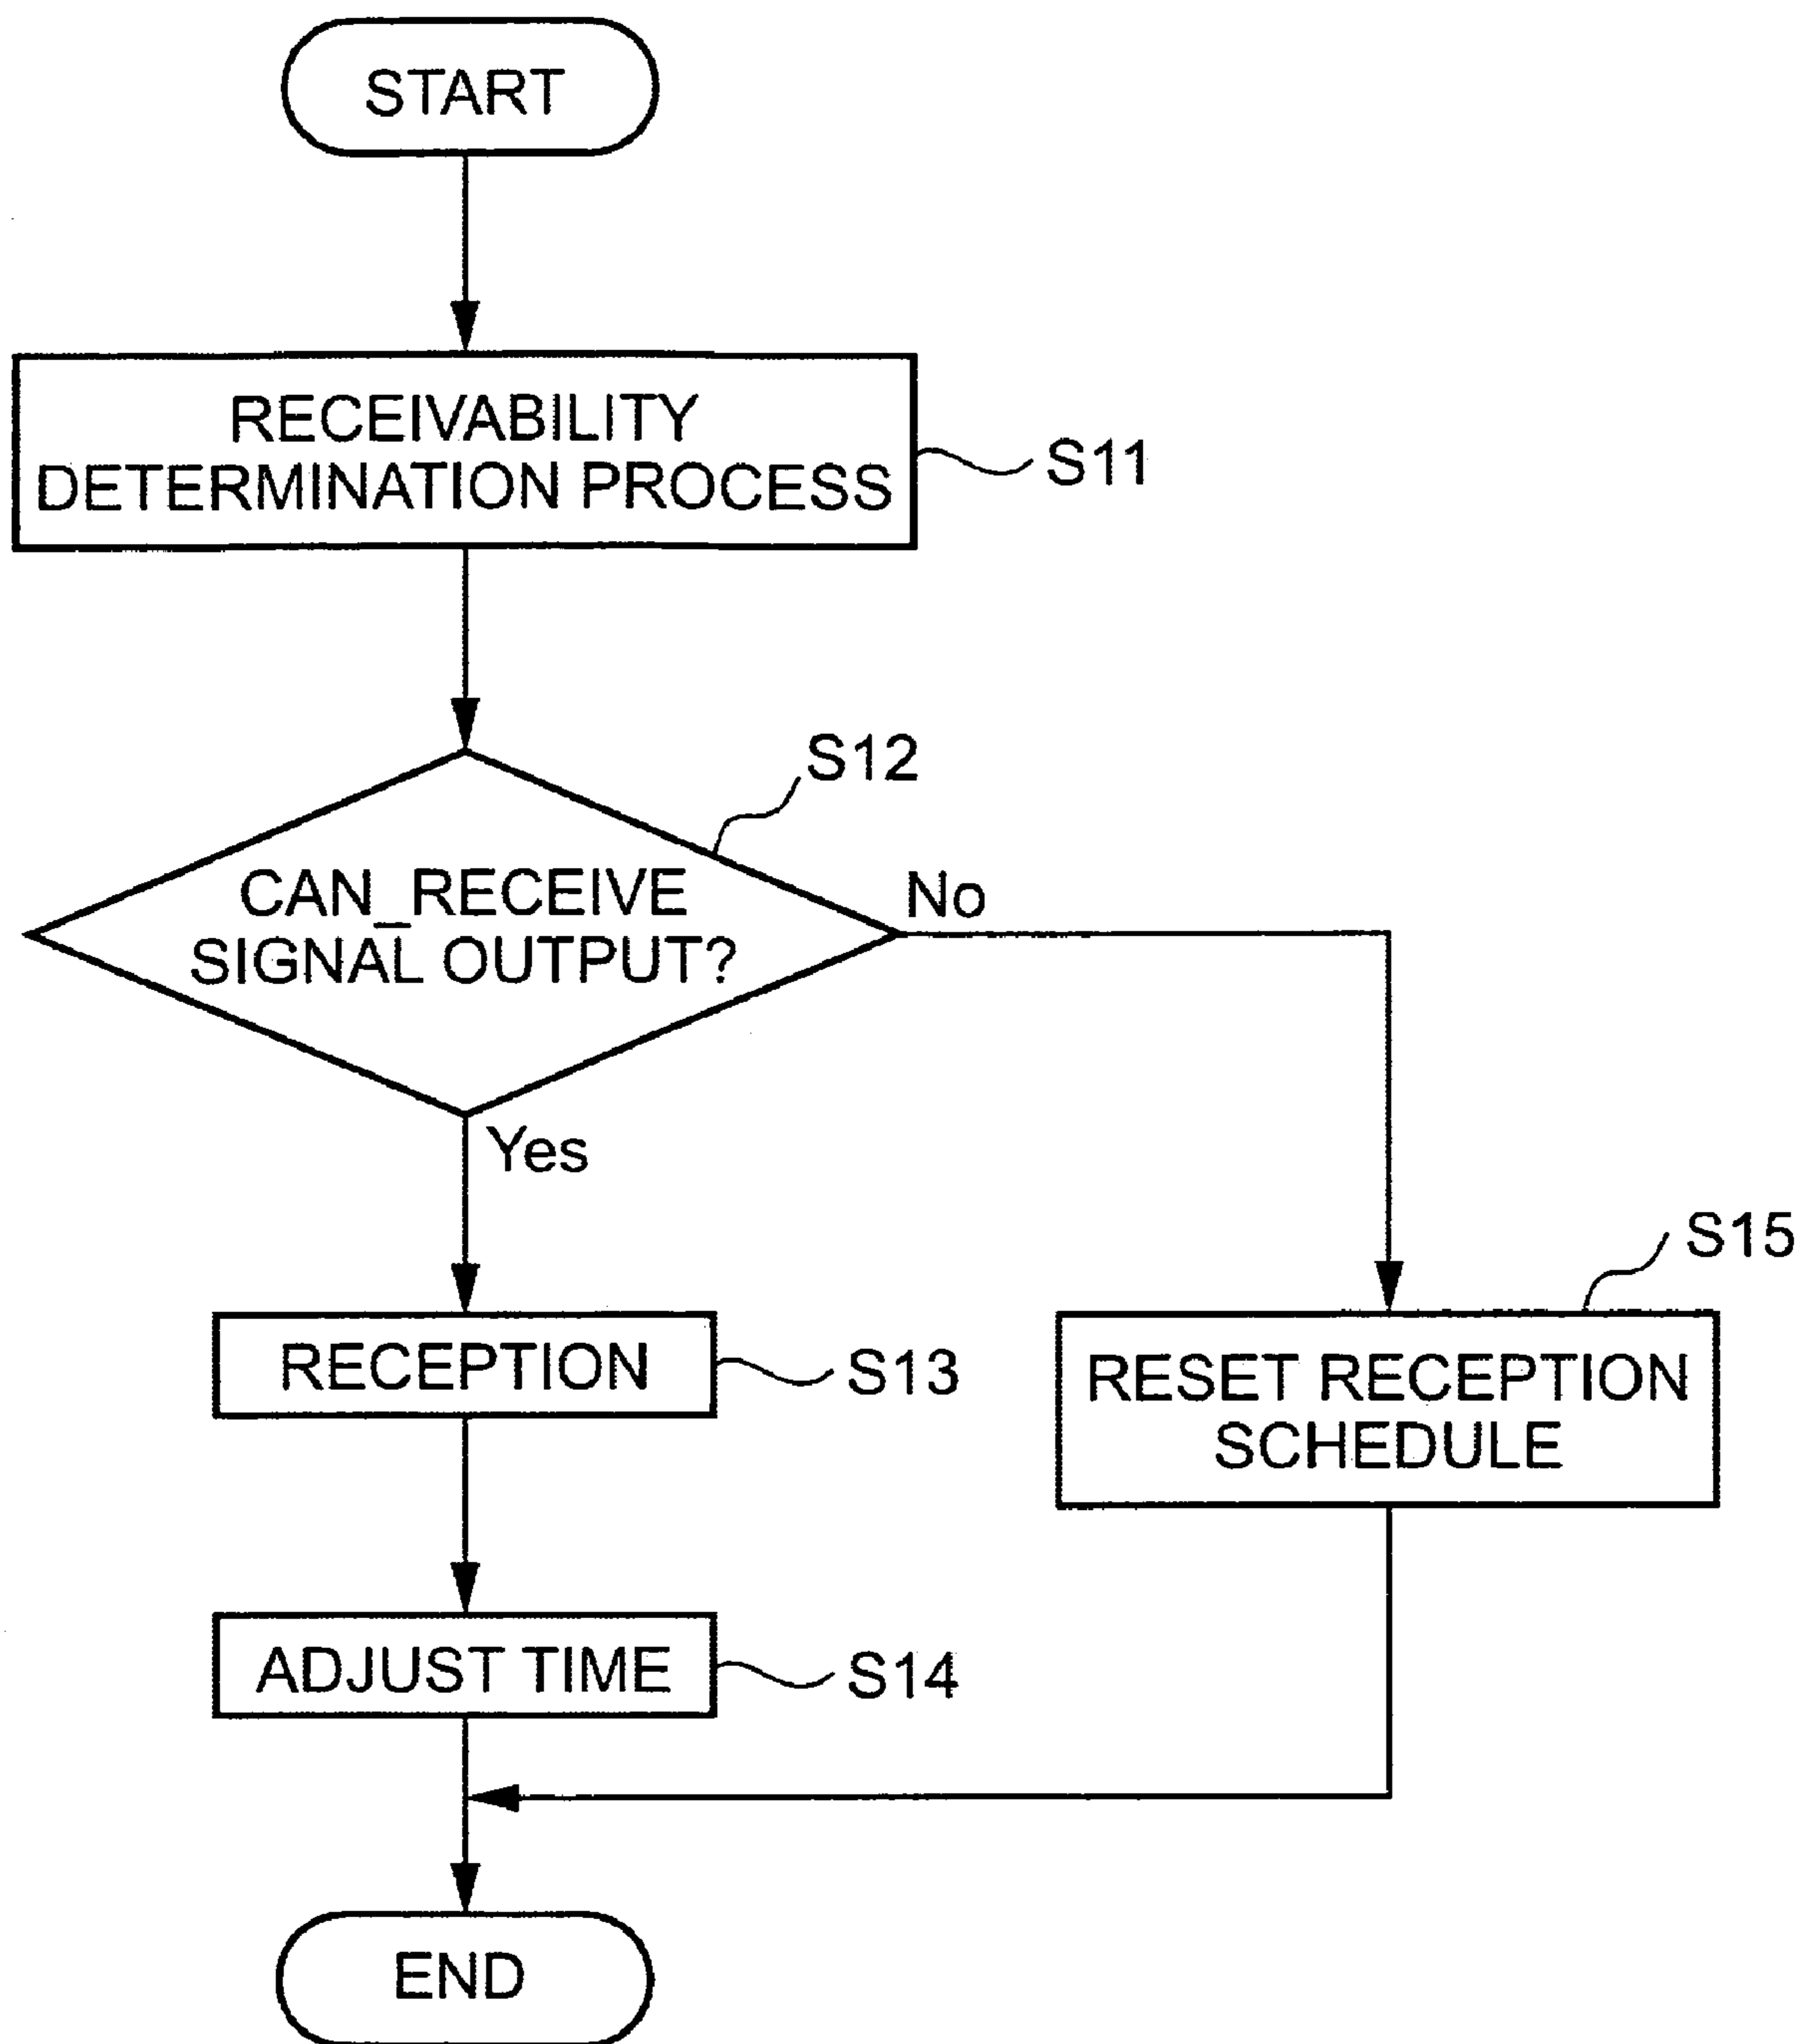 START
RECEIVABILITY
DETERMINATION PROCESS
S11
S12
CAN_RECEIVE
SIGNAL OUTPUT?
No
Yes
S15
RECEPTION
S13
RESET RECEPTION
SCHEDULE
ADJUST TIME
S14
END